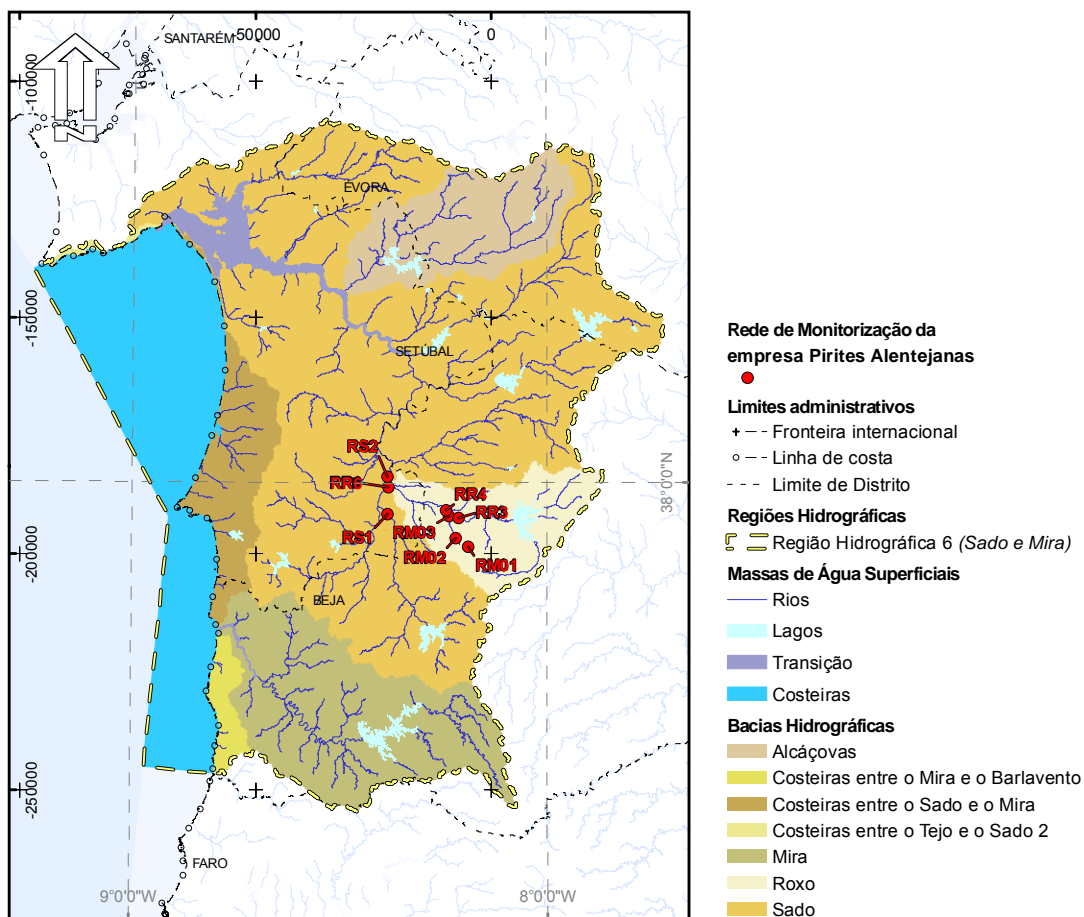 SANTARÉM
-50000
0
-100000
N
ÉVORA
-150000
SETÚBAL
RS2
RR6
RR4
RR3
38°0'0"N
RS1
RM03
RM02
RM01
-200000
BEJA
-250000
FARO
9°0'0"W
8°0'0"W
Rede de Monitorização da
empresa Pirites Alentejanas
Limites administrativos
Fronteira internacional
Linha de costa
Limite de Distrito
Regiões Hidrográficas
Região Hidrográfica 6 (Sado e Mira)
Massas de Água Superficiais
Rios
Lagos
Transição
Costeiras
Bacias Hidrográficas
Alcáçovas
Costeiras entre o Mira e o Barlavento
Costeiras entre o Sado e o Mira
Costeiras entre o Tejo e o Sado 2
Mira
Roxo
Sado